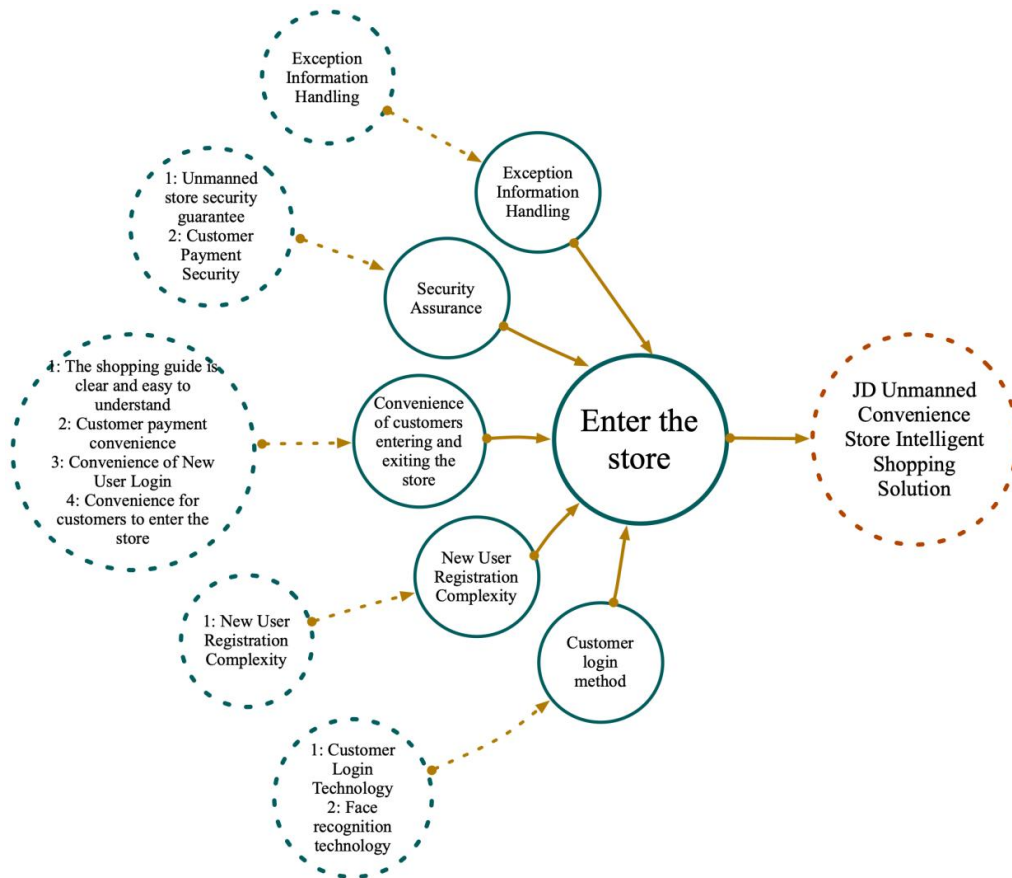 Exception
Information
Handling
Exception
Information
Handling
1: Unmanned
store security
guarantee
2: Customer
Payment
Security
Security
Assurance
1: The shopping guide is
clear and easy to
understand
2: Customer payment
convenience
3: Convenience of New
User Login
4: Convenience for
customers to enter the
store
Convenience
of customers
entering and
exiting the
store
Enter the
store
JD Unmanned
Convenience
Store Intelligent
Shopping
Solution
New User
Registration
Complexity
1: New User
Registration
Complexity
Customer
login
method
1: Customer
Login
Technology
2: Face
recognition
technology